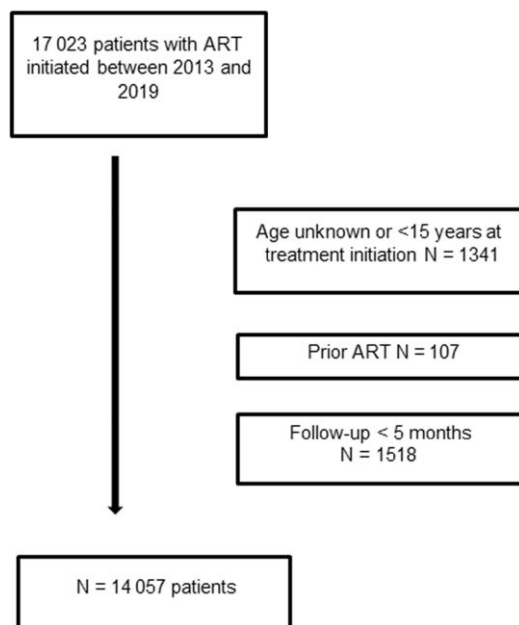 17 023 patients with ART
initiated between 2013 and
2019
Age unknown or <15 years at
treatment initiation N = 1341
Prior ART N = 107
Follow-up < 5 months
N = 1518
N = 14 057 patients